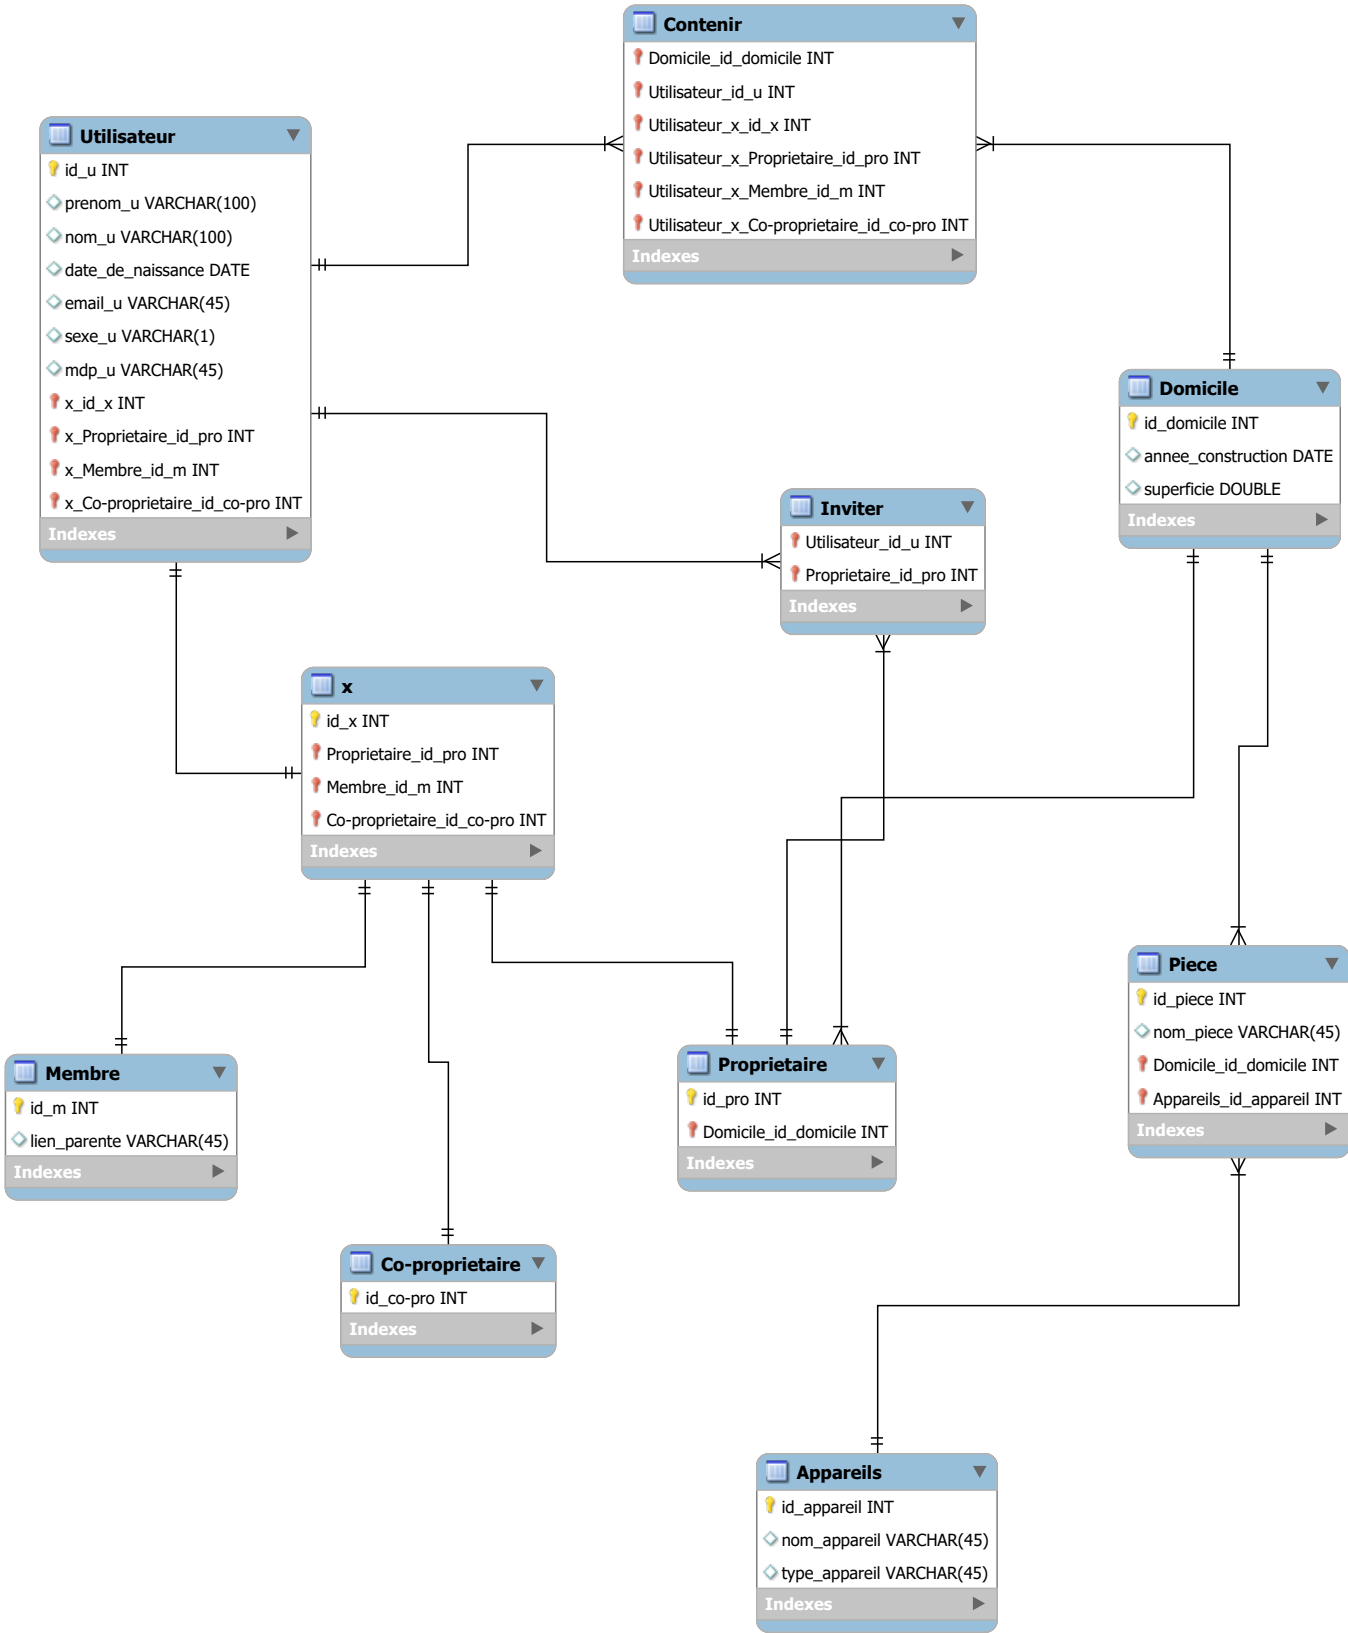 Contenir
Domicile_id_domicile INT
Utilisateur_id_u INT
Utilisateur_x_id_x INT
Utilisateur_x_Proprietaire_id_pro INT
Utilisateur_x_Membre_id_m INT
Utilisateur_x_Co-proprietaire_id_co-pro INT
Indexes
Utilisateur
id_u INT
prenom_u VARCHAR(100)
nom_u VARCHAR(100)
date_de_naissance DATE
email_u VARCHAR(45)
sexe_u VARCHAR(1)
mdp_u VARCHAR(45)
x_id_x INT
x_Proprietaire_id_pro INT
x_Membre_id_m INT
x_Co-proprietaire_id_co-pro INT
Indexes
Domicile
id_domicile INT
annee_construction DATE
superficie DOUBLE
Indexes
Inviter
Utilisateur_id_u INT
Proprietaire_id_pro INT
Indexes
x
id_x INT
Proprietaire_id_pro INT
Membre_id_m INT
Co-proprietaire_id_co-pro INT
Indexes
Piece
id_piece INT
nom_piece VARCHAR(45)
Domicile_id_domicile INT
Appareils_id_appareil INT
Indexes
Membre
id_m INT
lien_parente VARCHAR(45)
Indexes
Proprietaire
id_pro INT
Domicile_id_domicile INT
Indexes
Co-proprietaire
id_co-pro INT
Indexes
Appareils
id_appareil INT
nom_appareil VARCHAR(45)
type_appareil VARCHAR(45)
Indexes